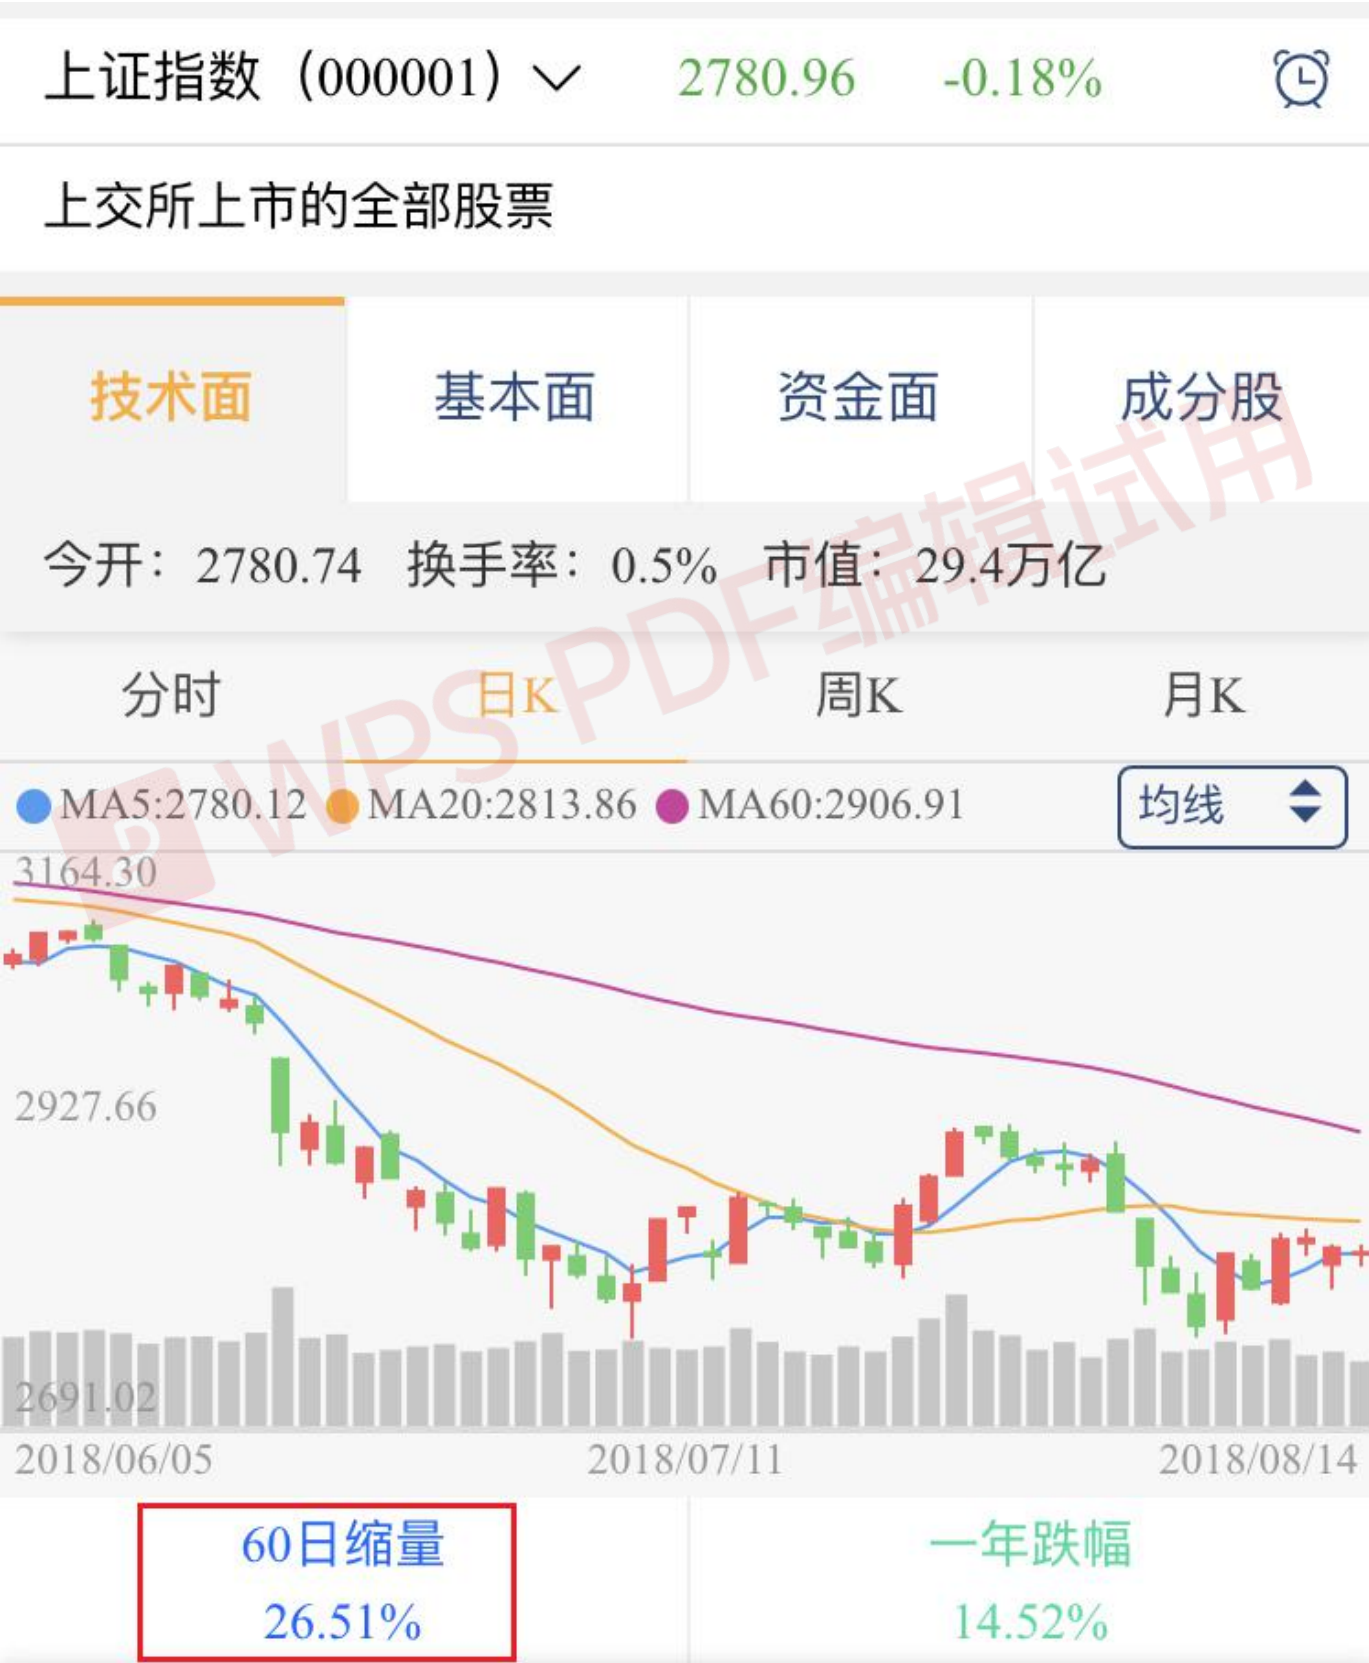 上证指数（000001） 2780.96 -0.18%
上交所上市的全部股票
技术面 基本面 资金面 成分股
今开：2780.74 换手率：0.5% 市值：29.4万亿
分时 日K 周K 月K
MA5:2780.12 MA20:2813.86 MA60:2906.91 均线
3164.30
2927.66
2691.02
2018/06/05 2018/07/11 2018/08/14
60日缩量 一年跌幅
26.51% 14.52%
WPS PDF编辑试用